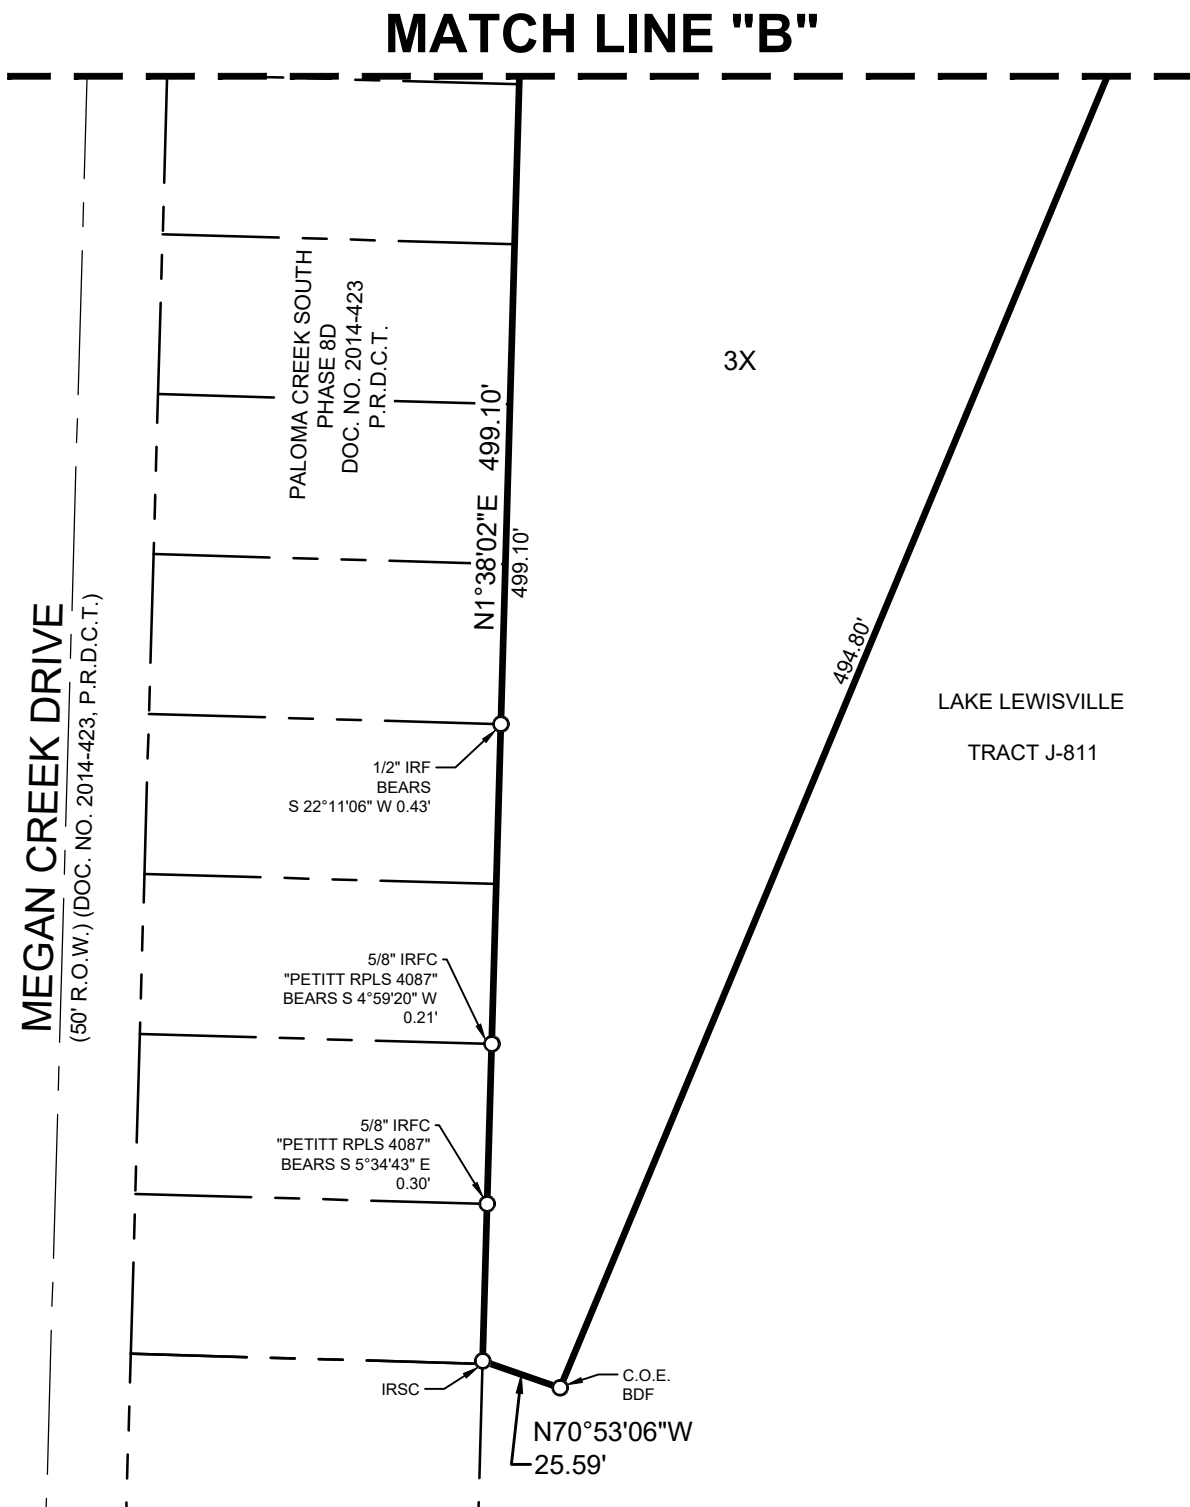 MATCH LINE "B"
PALOMA CREEK SOUTH
PHASE 8D
DOC. NO. 2014-423
P.R.D.C.T.
N1°38'02"E 499.10'
499.10'
3X
494.80'
LAKE LEWISVILLE
TRACT J-811
MEGAN CREEK DRIVE
(50' R.O.W.) (DOC. NO. 2014-423, P.R.D.C.T.)
1/2" IRF
BEARS
S 22°11'06" W 0.43'
5/8" IRFC
"PETITT RPLS 4087"
BEARS S 4°59'20" W
0.21'
5/8" IRFC
"PETITT RPLS 4087"
BEARS S 5°34'43" E
0.30'
IRSC
C.O.E.
BDF
N70°53'06"W
25.59'